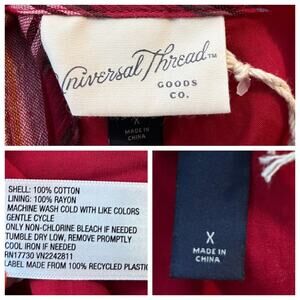 Universal Thread™
GOODS
CO.
X
MADE IN
CHINA
SHELL: 100% COTTON
LINING: 100% RAYON
MACHINE WASH COLD WITH LIKE COLORS
GENTLE CYCLE
ONLY NON-CHLORINE BLEACH IF NEEDED
TUMBLE DRY LOW, REMOVE PROMPTLY
COOL IRON IF NEEDED
RN17730 VN2242811
LABEL MADE FROM 100% RECYCLED PLASTIC
X
MADE IN
CHINA